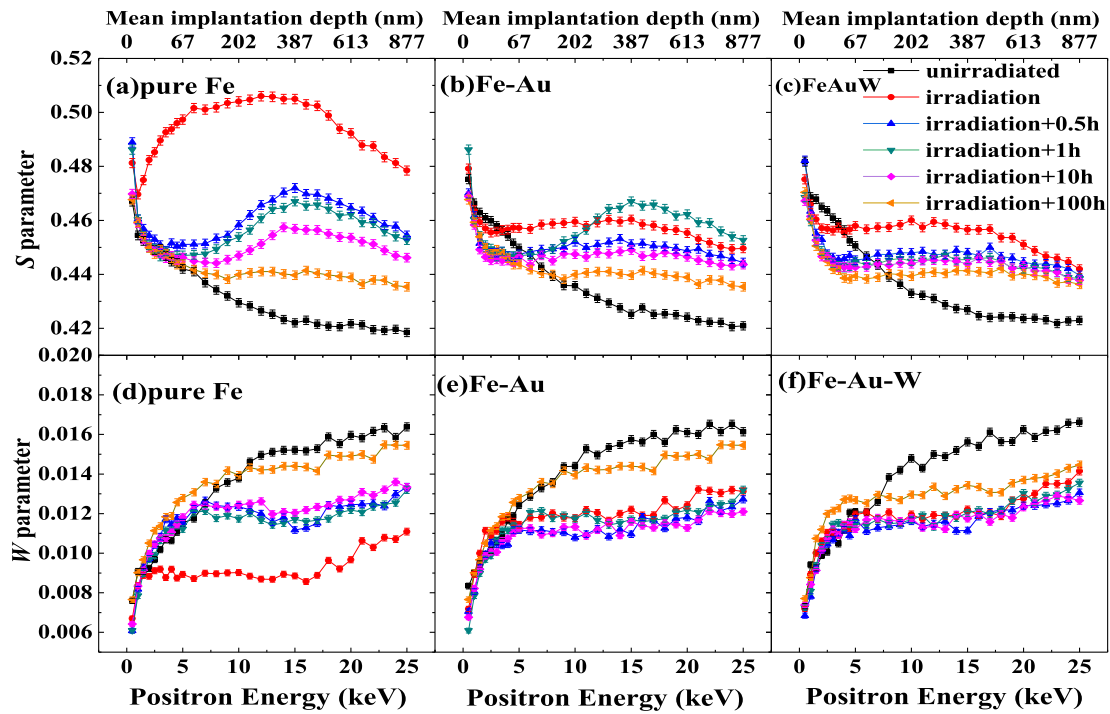 Mean implantation depth (nm) Mean implantation depth (nm) Mean implantation depth (nm)
0 67 202 387 613 877 0 67 202 387 613 877 0 67 202 387 613 877
0.52
(a)pure Fe
(b)Fe-Au
(c)FeAuW
unirradiated
irradiation
irradiation+0.5h
irradiation+1h
irradiation+10h
irradiation+100h
0.50
0.48
0.46
0.44
0.42
S parameter
0.020
(d)pure Fe
(e)Fe-Au
(f)Fe-Au-W
0.018
0.016
0.014
0.012
0.010
0.008
0.006
W parameter
0 5 10 15 20 25 0 5 10 15 20 25 0 5 10 15 20 25
Positron Energy (keV) Positron Energy (keV) Positron Energy (keV)